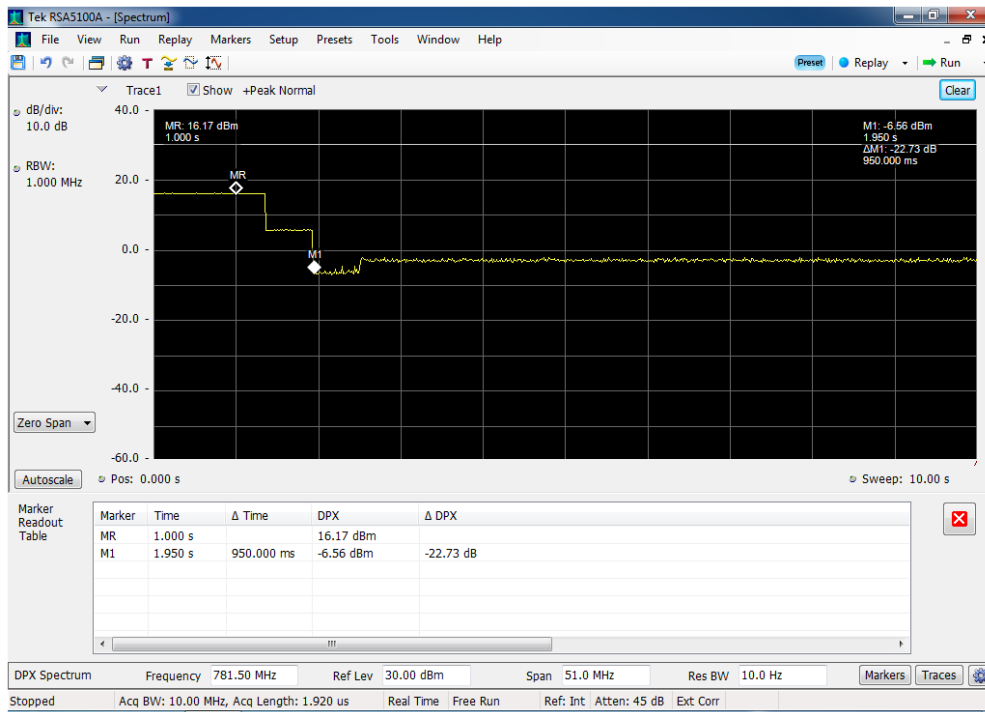 Tek RSA5100A - [Spectrum]
File View Run Replay Markers Setup Presets Tools Window Help
Preset Replay Run
Trace1 Show +Peak Normal Clear
dB/div:
10.0 dB
RBW:
1.000 MHz
40.0
20.0
0.0
-20.0
-40.0
-60.0
MR: 16.17 dBm
1.000 s
M1: -6.56 dBm
1.950 s
ΔM1: -22.73 dB
950.000 ms
MR
M1
Zero Span
Autoscale Pos: 0.000 s Sweep: 10.00 s
Marker
Readout
Table
Marker Time Δ Time DPX Δ DPX
MR 1.000 s 16.17 dBm
M1 1.950 s 950.000 ms -6.56 dBm -22.73 dB
DPX Spectrum Frequency 781.50 MHz Ref Lev 30.00 dBm Span 51.0 MHz Res BW 10.0 Hz Markers Traces
Stopped Acq BW: 10.00 MHz, Acq Length: 1.920 us Real Time Free Run Ref: Int Atten: 45 dB Ext Corr